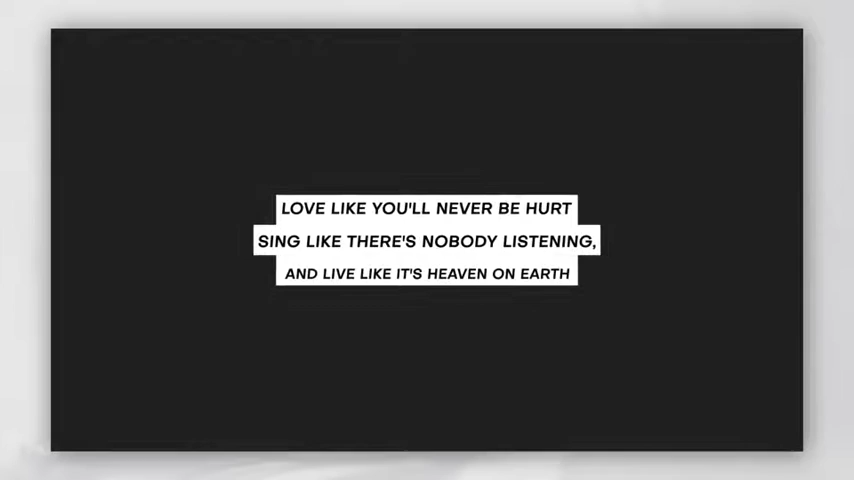 LOVE LIKE YOU'LL NEVER BE HURT
SING LIKE THERE'S NOBODY LISTENING,
AND LIVE LIKE IT'S HEAVEN ON EARTH